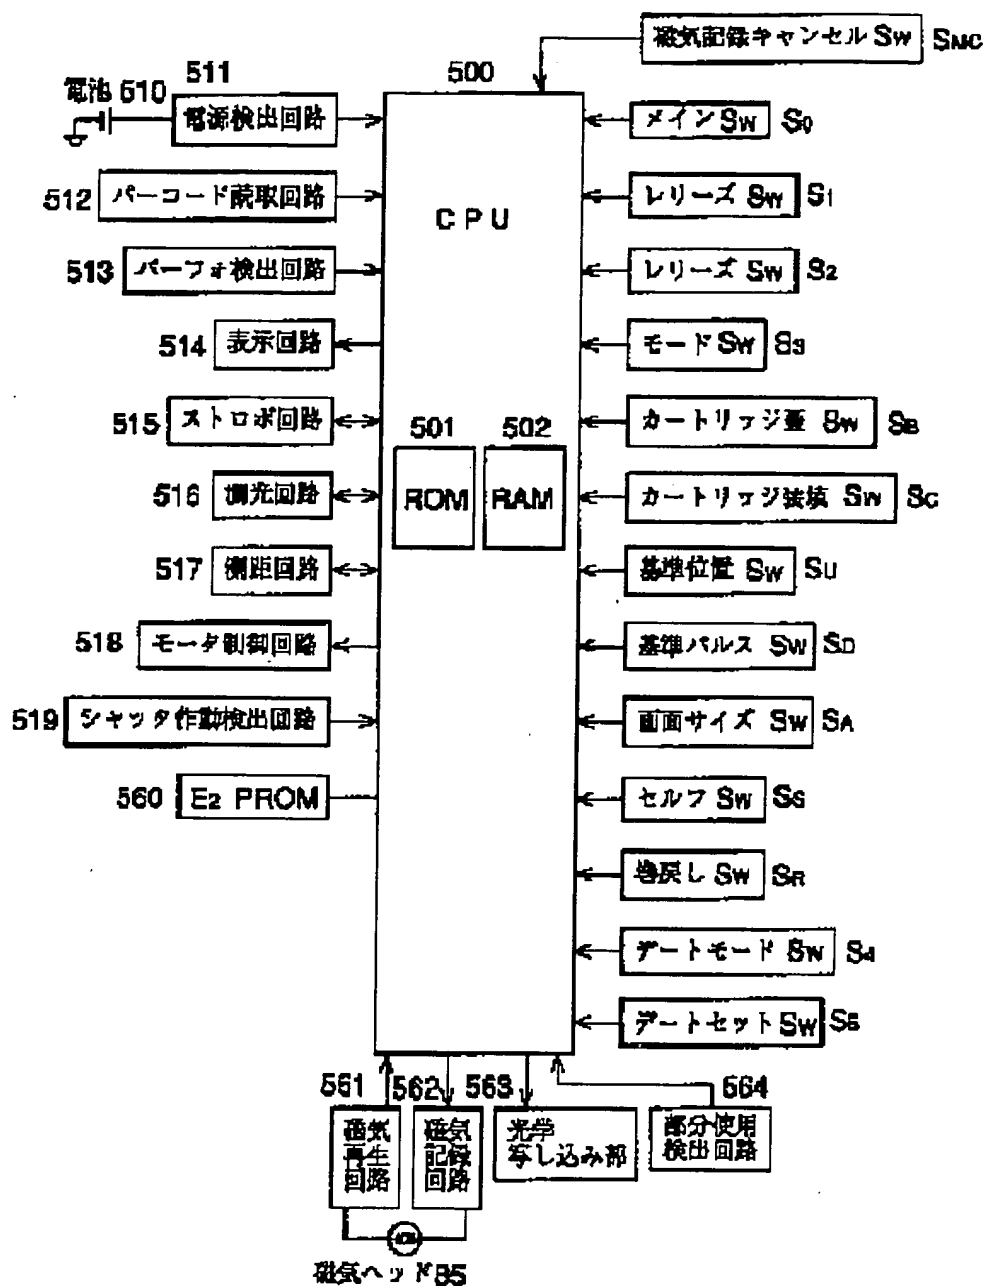 磁気記録キャンセル SW SMC
511
500
電池 510
電源検出回路
メイン SW S0
512 バーコード読取回路
CPU
レリーズ SW S1
513 パーフォ検出回路
レリーズ SW S2
514 表示回路
モード SW S3
515 ストロボ回路
501 502
カートリッジ蓋 SW SB
516 測光回路
ROM RAM
カートリッジ装填 SW SC
517 測距回路
基準位置 SW SU
518 モータ制御回路
基準パルス SW SD
519 シャッタ作動検出回路
画面サイズ SW SA
560 E2 PROM
セルフ SW SS
巻戻し SW SR
デートモード SW S4
デートセット SW S5
561 562 563 564
磁気再生回路
磁気記録回路
光学写し込み部
部分使用検出回路
磁気ヘッド 85